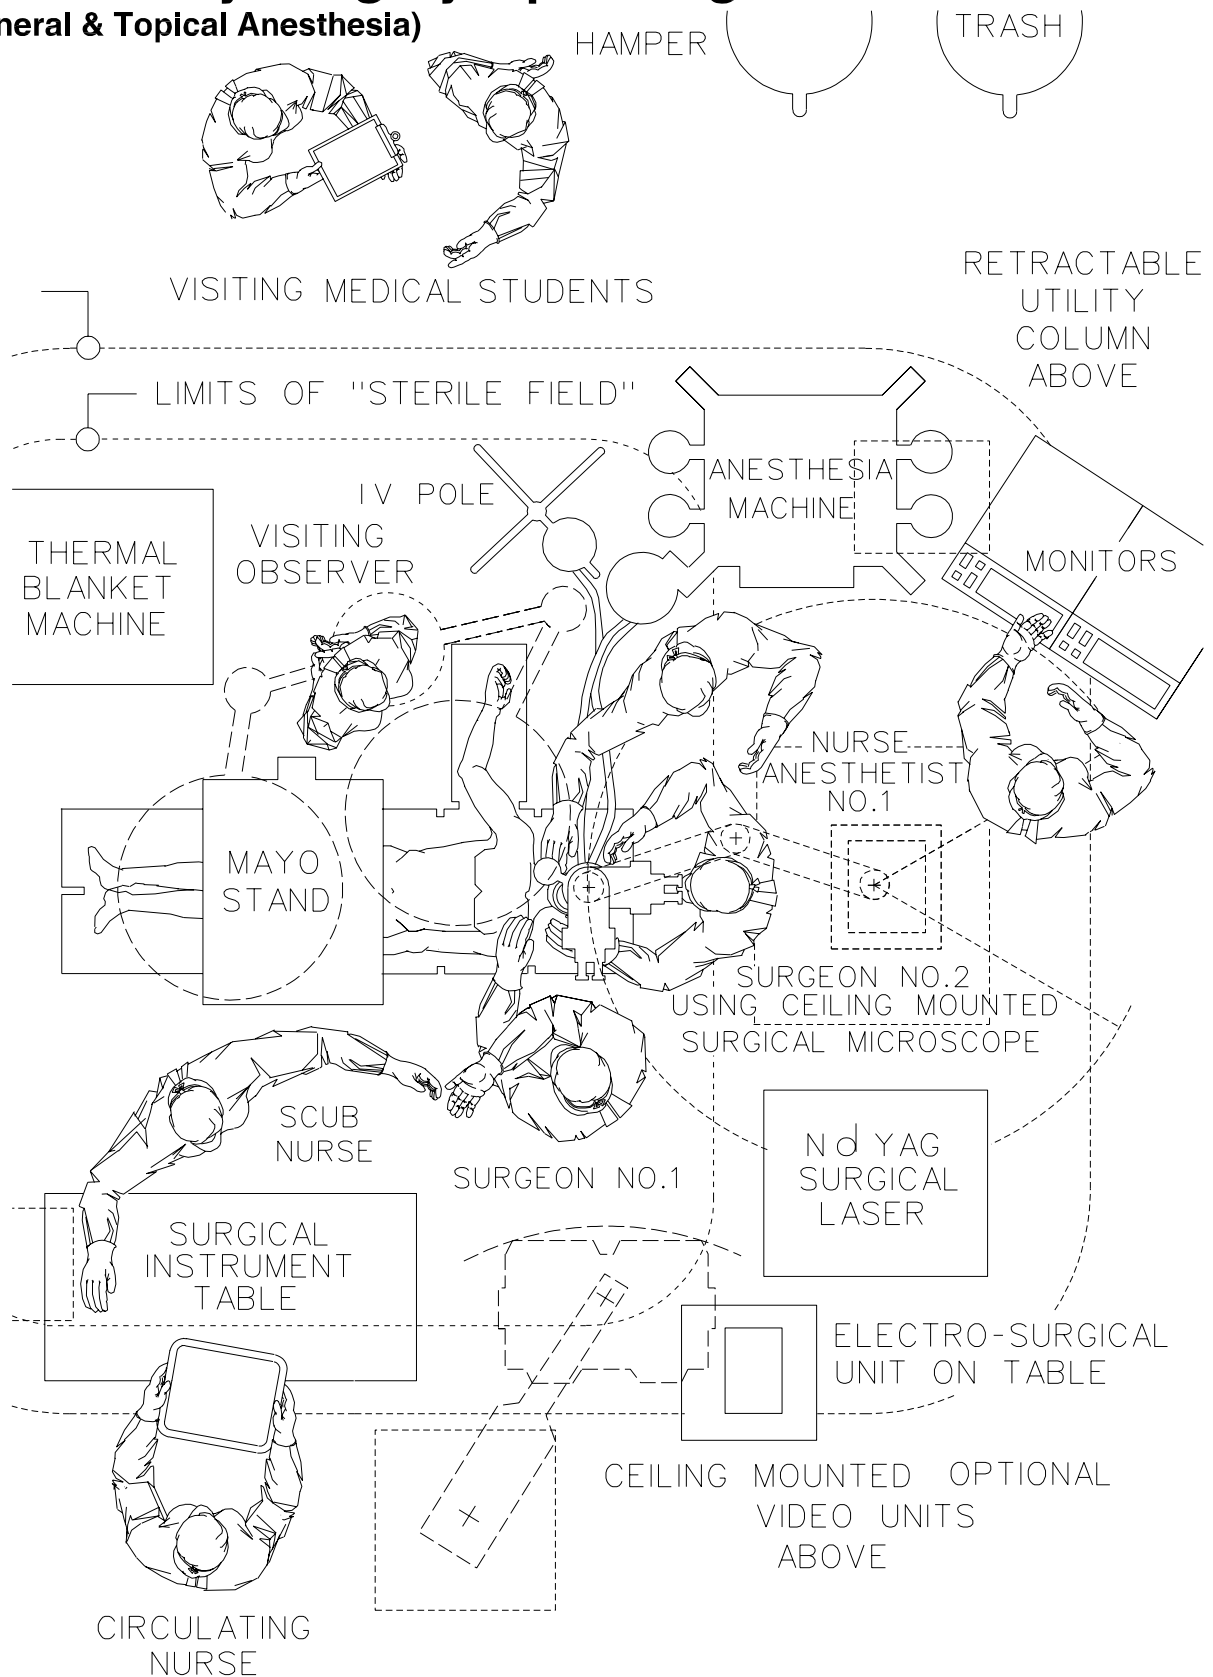 neral & Topical Anesthesia)
HAMPER
TRASH
VISITING MEDICAL STUDENTS
RETRACTABLE
UTILITY
COLUMN
ABOVE
LIMITS OF "STERILE FIELD"
IV POLE
ANESTHESIA
MACHINE
VISITING
OBSERVER
THERMAL
BLANKET
MACHINE
MONITORS
NURSE
ANESTHETIST
NO.1
MAYO
STAND
SURGEON NO.2
USING CEILING MOUNTED
SURGICAL MICROSCOPE
SCUB
NURSE
SURGEON NO.1
Nd YAG
SURGICAL
LASER
SURGICAL
INSTRUMENT
TABLE
ELECTRO-SURGICAL
UNIT ON TABLE
CEILING MOUNTED OPTIONAL
VIDEO UNITS
ABOVE
CIRCULATING
NURSE